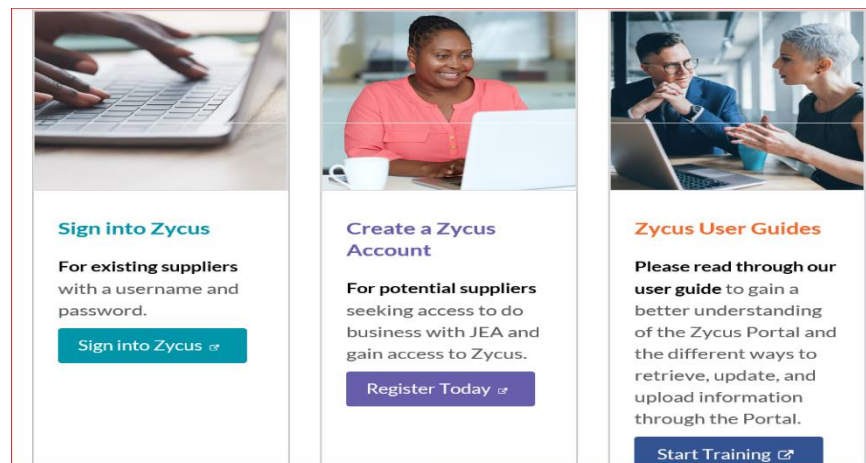 Sign into Zycus
For existing suppliers
with a username and
password.
Sign into Zycus
Create a Zycus
Account
For potential suppliers
seeking access to do
business with JEA and
gain access to Zycus.
Register Today
Zycus User Guides
Please read through our
user guide to gain a
better understanding
of the Zycus Portal and
the different ways to
retrieve, update, and
upload information
through the Portal.
Start Training